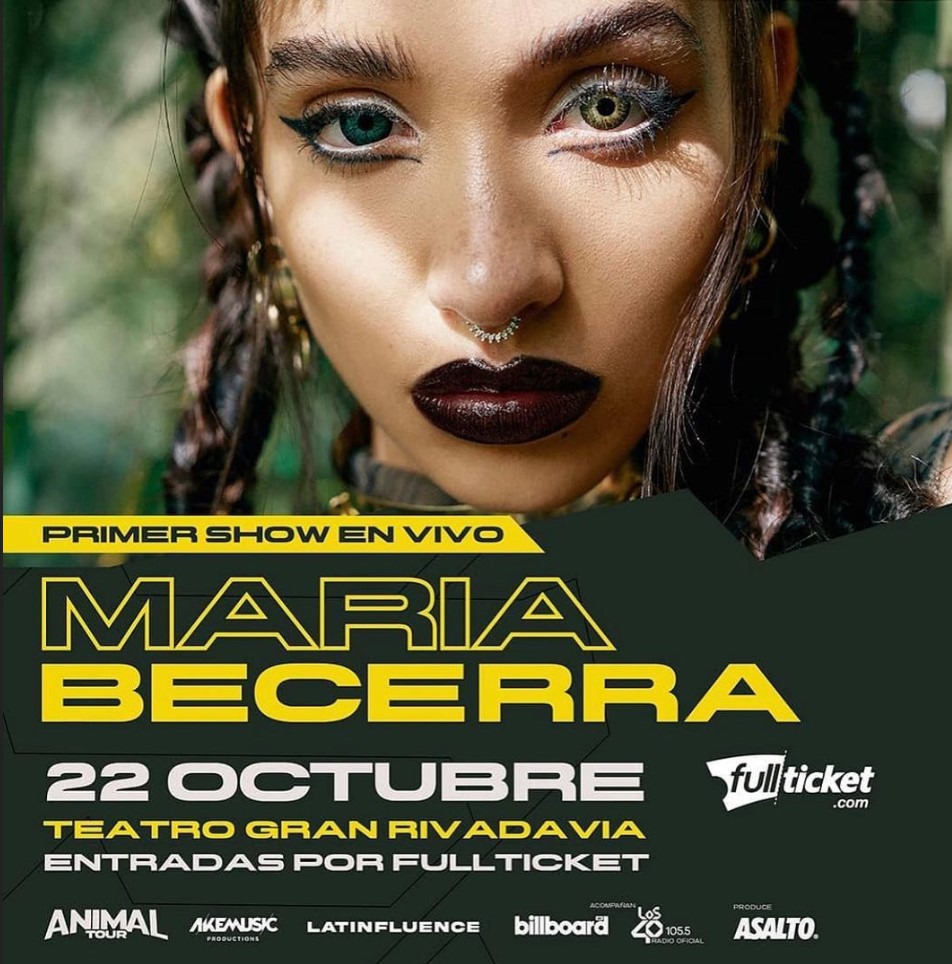 PRIMER SHOW EN VIVO
MARIA
BECERRA
22 OCTUBRE
fullticket
.com
TEATRO GRAN RIVADAVIA
ENTRADAS POR FULLTICKET
ANIMAL
TOUR
AKEMUSIC
PRODUCTIONS
LATINFLUENCE
ACOMPAÑAN
billboard
LOS
40 105.5
RADIO OFICIAL
PRODUCE
ASALTO.